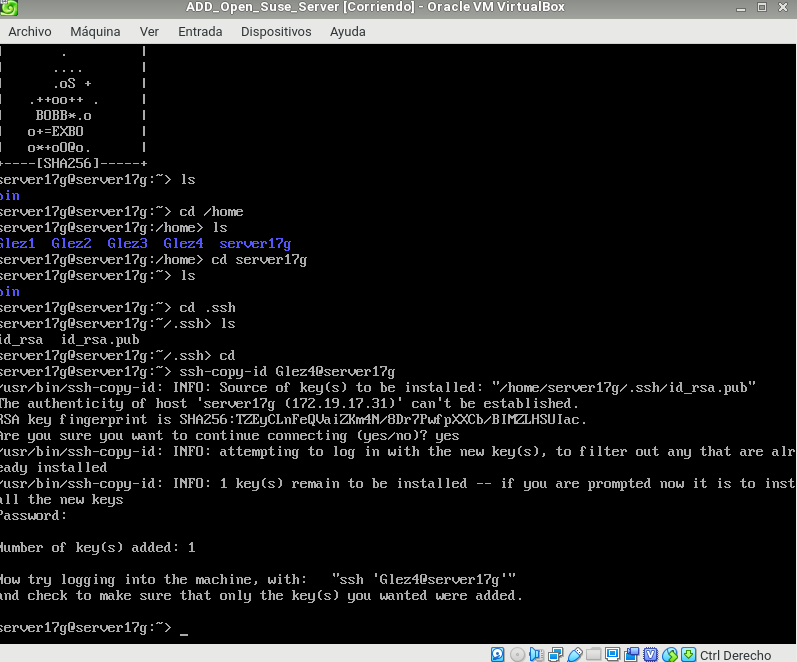 ADD_Open_Suse_Server [Corriendo] - Oracle VM VirtualBox
Archivo Máquina Ver Entrada Dispositivos Ayuda
| . |
| .... |
| .oS + |
| .++oo++ . |
| BOBB*.o |
| o+=EXBO |
| o*+oO@o. |
+----[SHA256]-----+
server17g@server17g:~> ls
bin
server17g@server17g:~> cd /home
server17g@server17g:/home> ls
Glez1 Glez2 Glez3 Glez4 server17g
server17g@server17g:/home> cd server17g
server17g@server17g:~> ls
bin
server17g@server17g:~> cd .ssh
server17g@server17g:~/.ssh> ls
id_rsa id_rsa.pub
server17g@server17g:~/.ssh> cd
server17g@server17g:~> ssh-copy-id Glez4@server17g
/usr/bin/ssh-copy-id: INFO: Source of key(s) to be installed: "/home/server17g/.ssh/id_rsa.pub"
The authenticity of host 'server17g (172.19.17.31)' can't be established.
RSA key fingerprint is SHA256:TZEyCLnFeQVaiZKm4N/8Dr7PwfpXXCb/BIMZLHSUIac.
Are you sure you want to continue connecting (yes/no)? yes
/usr/bin/ssh-copy-id: INFO: attempting to log in with the new key(s), to filter out any that are alr
eady installed
/usr/bin/ssh-copy-id: INFO: 1 key(s) remain to be installed -- if you are prompted now it is to inst
all the new keys
Password:
Number of key(s) added: 1
Now try logging into the machine, with: "ssh 'Glez4@server17g'"
and check to make sure that only the key(s) you wanted were added.
server17g@server17g:~> _
Ctrl Derecho